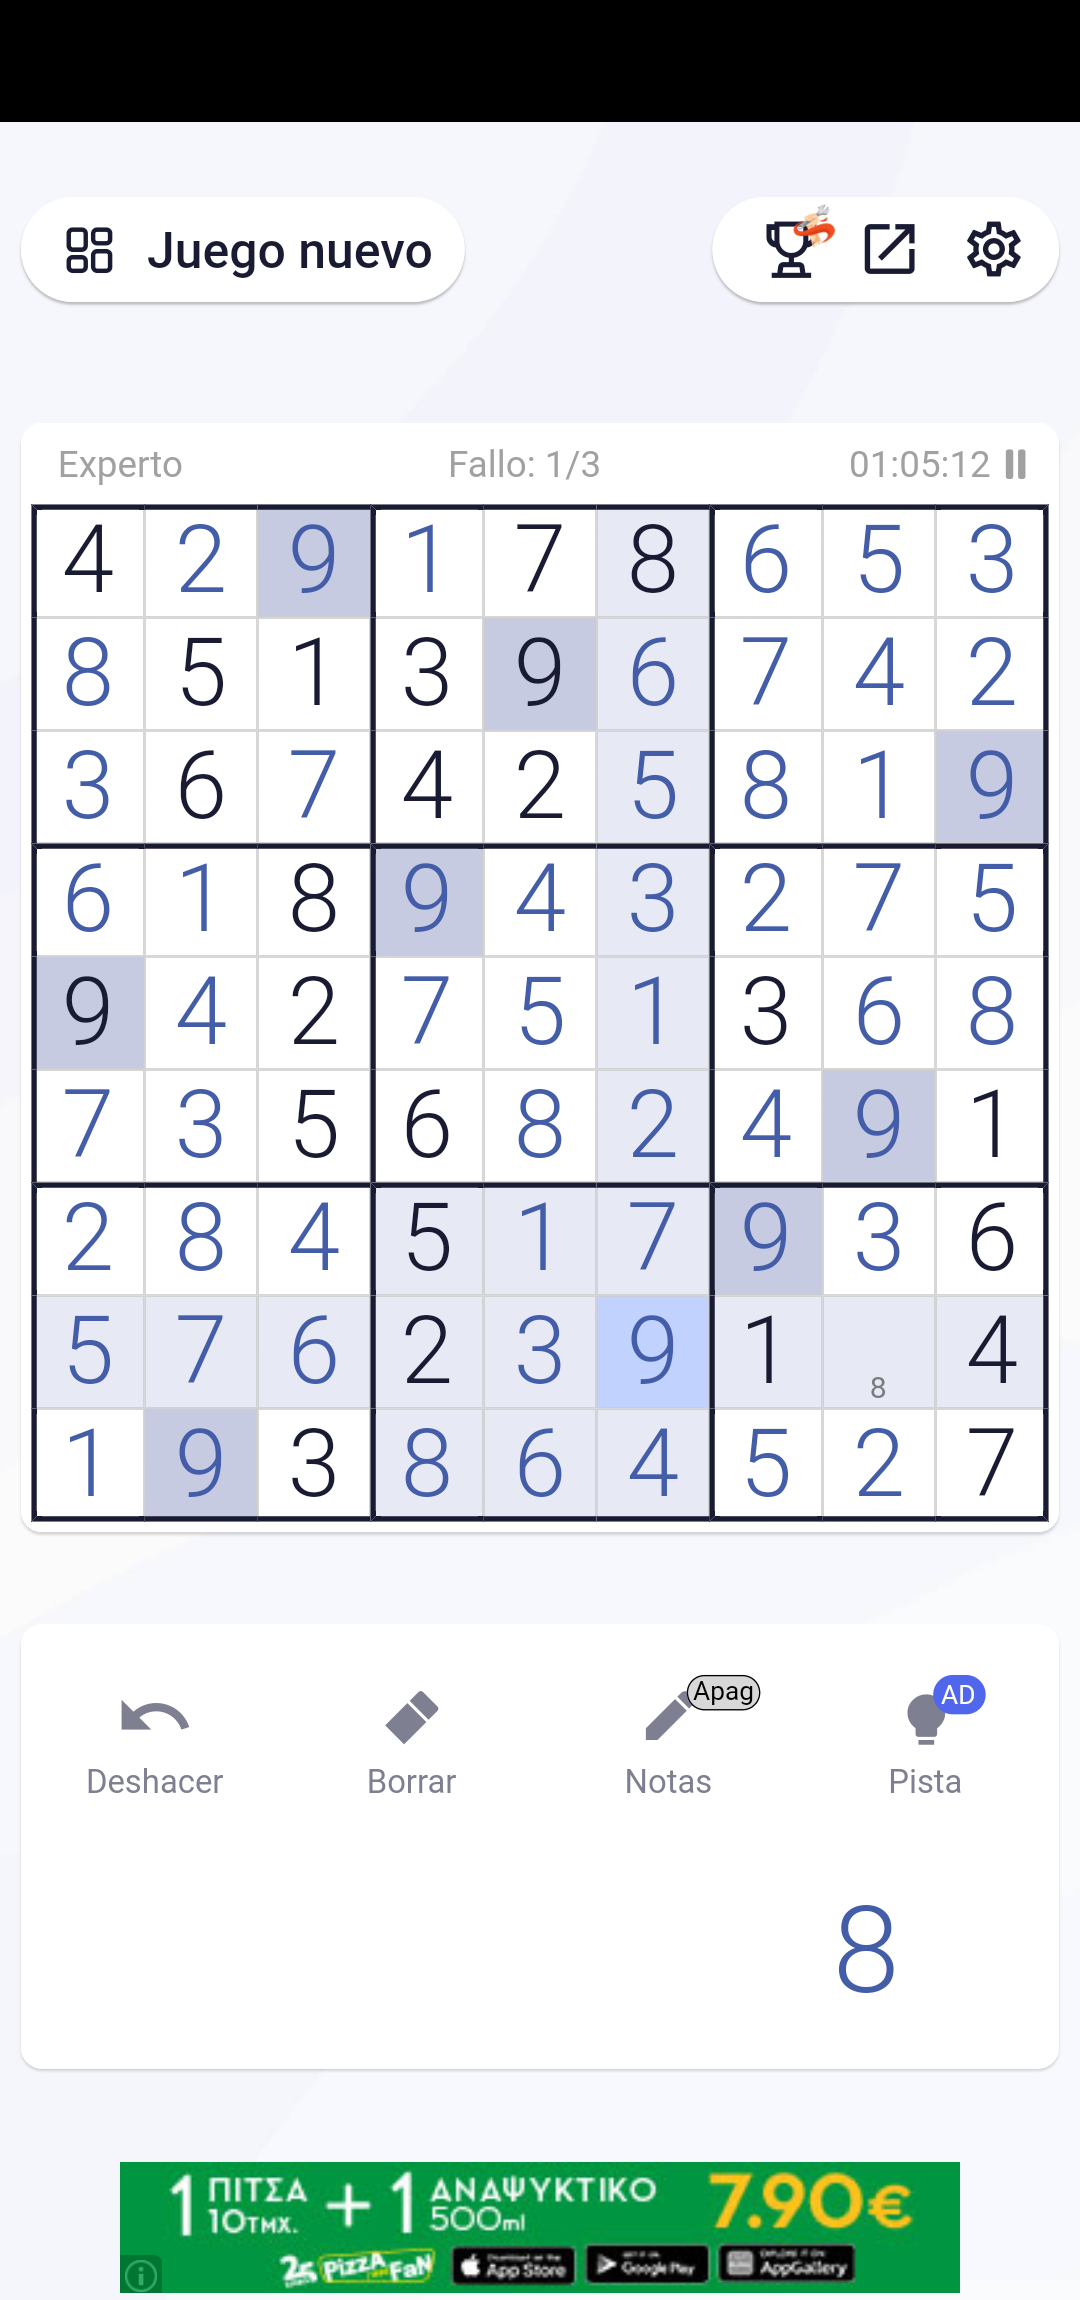 Juego nuevo
Experto Fallo: 1/3 01:05:12
4 2 9 1 7 8 6 5 3
8 5 1 3 9 6 7 4 2
3 6 7 4 2 5 8 1 9
6 1 8 9 4 3 2 7 5
9 4 2 7 5 1 3 6 8
7 3 5 6 8 2 4 9 1
2 8 4 5 1 7 9 3 6
5 7 6 2 3 9 1 8 4
1 9 3 8 6 4 5 2 7
Apag AD
Deshacer Borrar Notas Pista
8
1 ΠΙΤΣΑ 10ΤΜΧ. + 1 ΑΝΑΨΥΚΤΙΚΟ 500ml 7.90€
25 PIZZA FAN App Store Google Play AppGallery